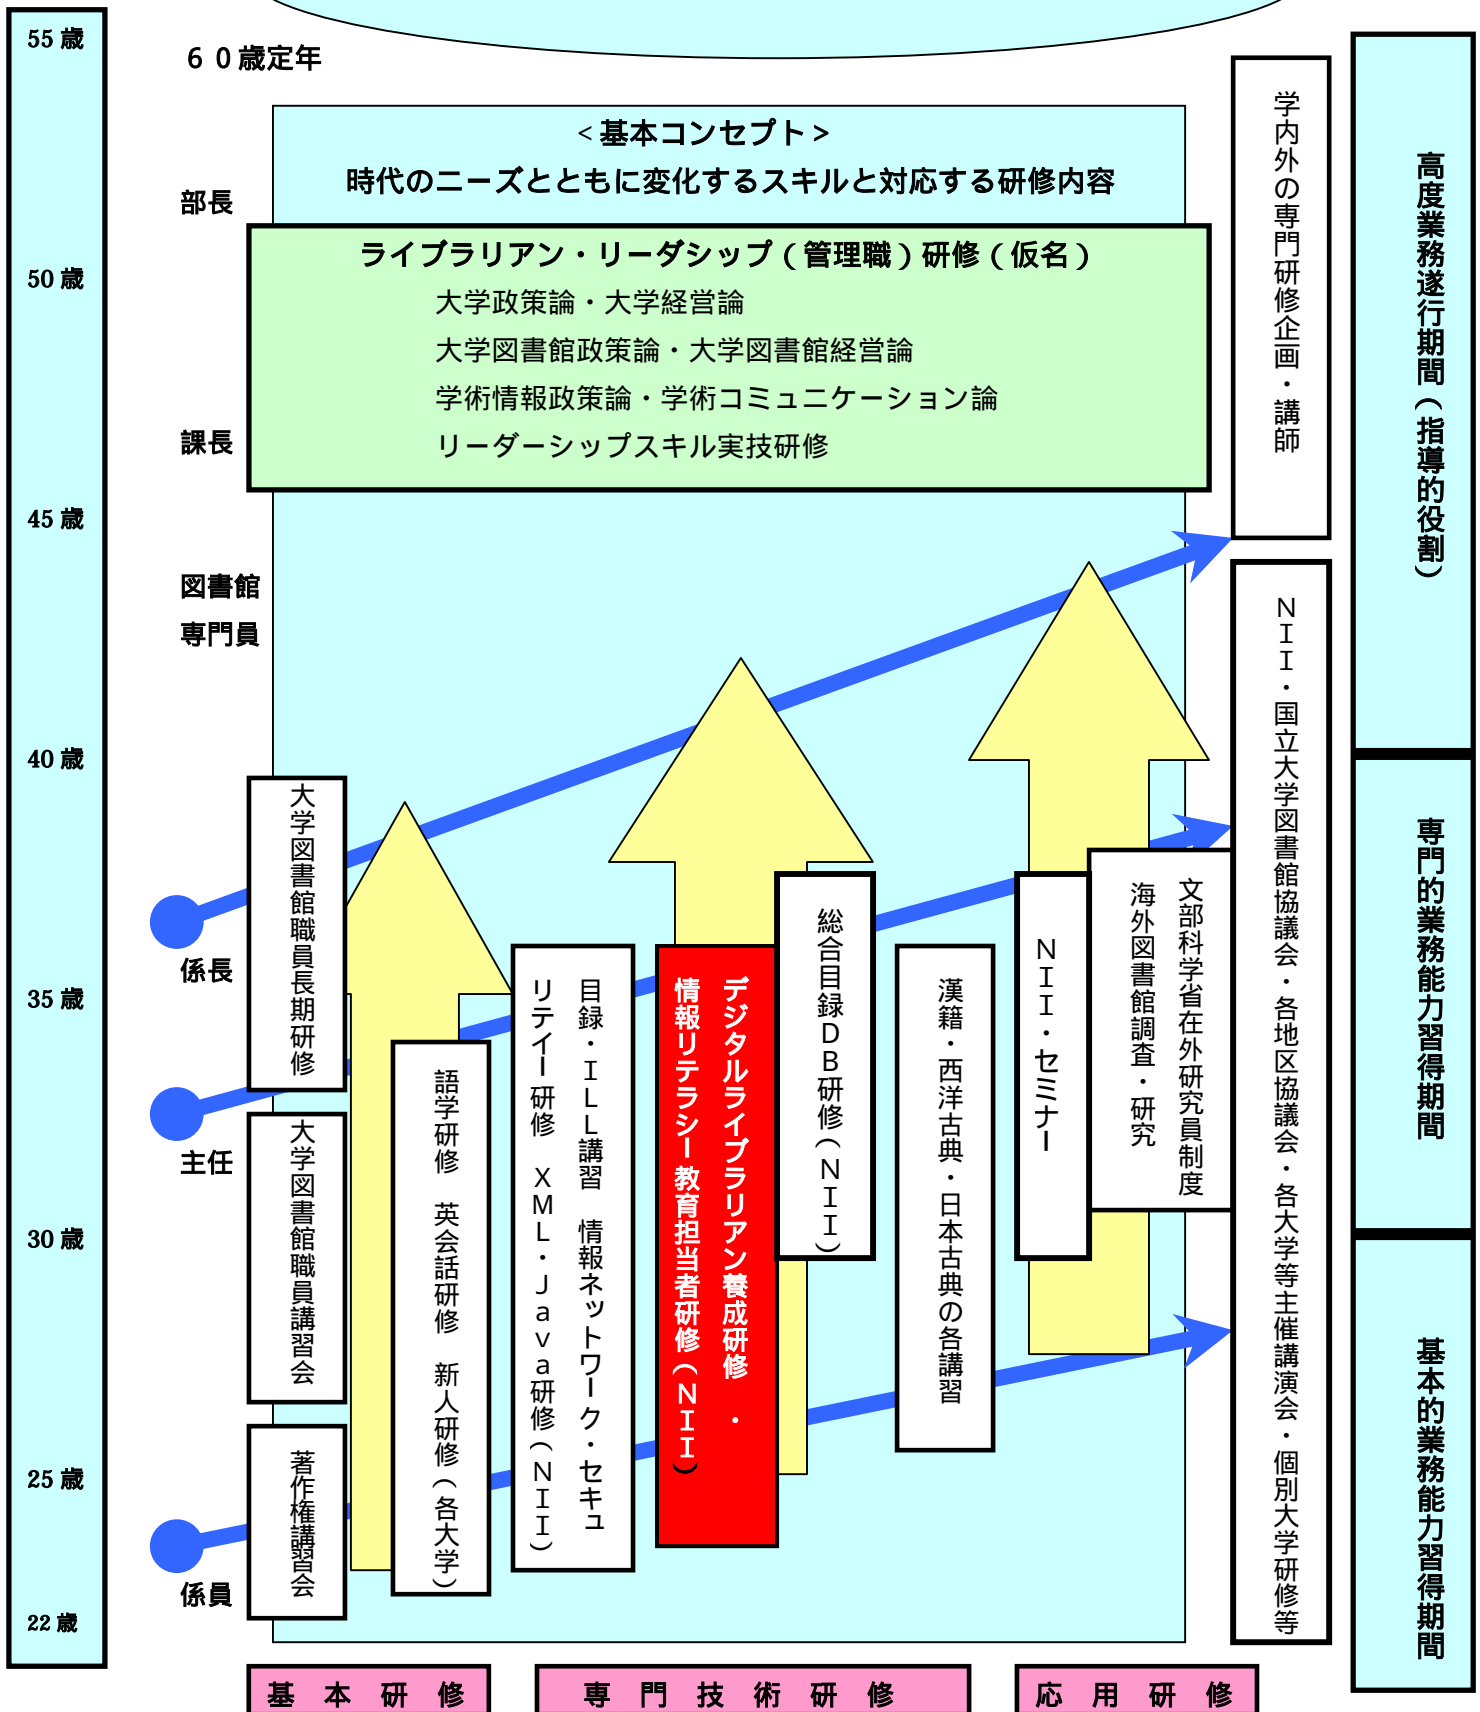 55 歳
６０歳定年
＜基本コンセプト＞
時代のニーズとともに変化するスキルと対応する研修内容
部長
ライブラリアン・リーダシップ（管理職）研修（仮名）
50 歳
大学政策論・大学経営論
大学図書館政策論・大学図書館経営論
学術情報政策論・学術コミュニケーション論
課長
リーダーシップスキル実技研修
45 歳
図書館
専門員
40 歳
係長
35 歳
主任
30 歳
25 歳
係員
22 歳
学内外の専門研修企画・講師
高度業務遂行期間（指導的役割）
専門的業務能力習得期間
基本的業務能力習得期間
ＮＩＩ・国立大学図書館協議会・各地区協議会・各大学等主催講演会・個別大学研修等
文部科学省在外研究員制度
海外図書館調査・研究
ＮＩＩ・セミナー
漢籍・西洋古典・日本古典の各講習
総合目録ＤＢ研修（ＮＩＩ）
デジタルライブラリアン養成研修　・
情報リテラシー教育担当者研修（ＮＩＩ）
目録・ＩＬＬ講習　情報ネットワーク・セキュ
リテイー研修　ＸＭＬ・Ｊａｖａ研修（ＮＩＩ）
語学研修　英会話研修　新人研修（各大学）
大学図書館職員長期研修
大学図書館職員講習会
著作権講習会
基　本　研　修
専　門　技　術　研　修
応　用　研　修